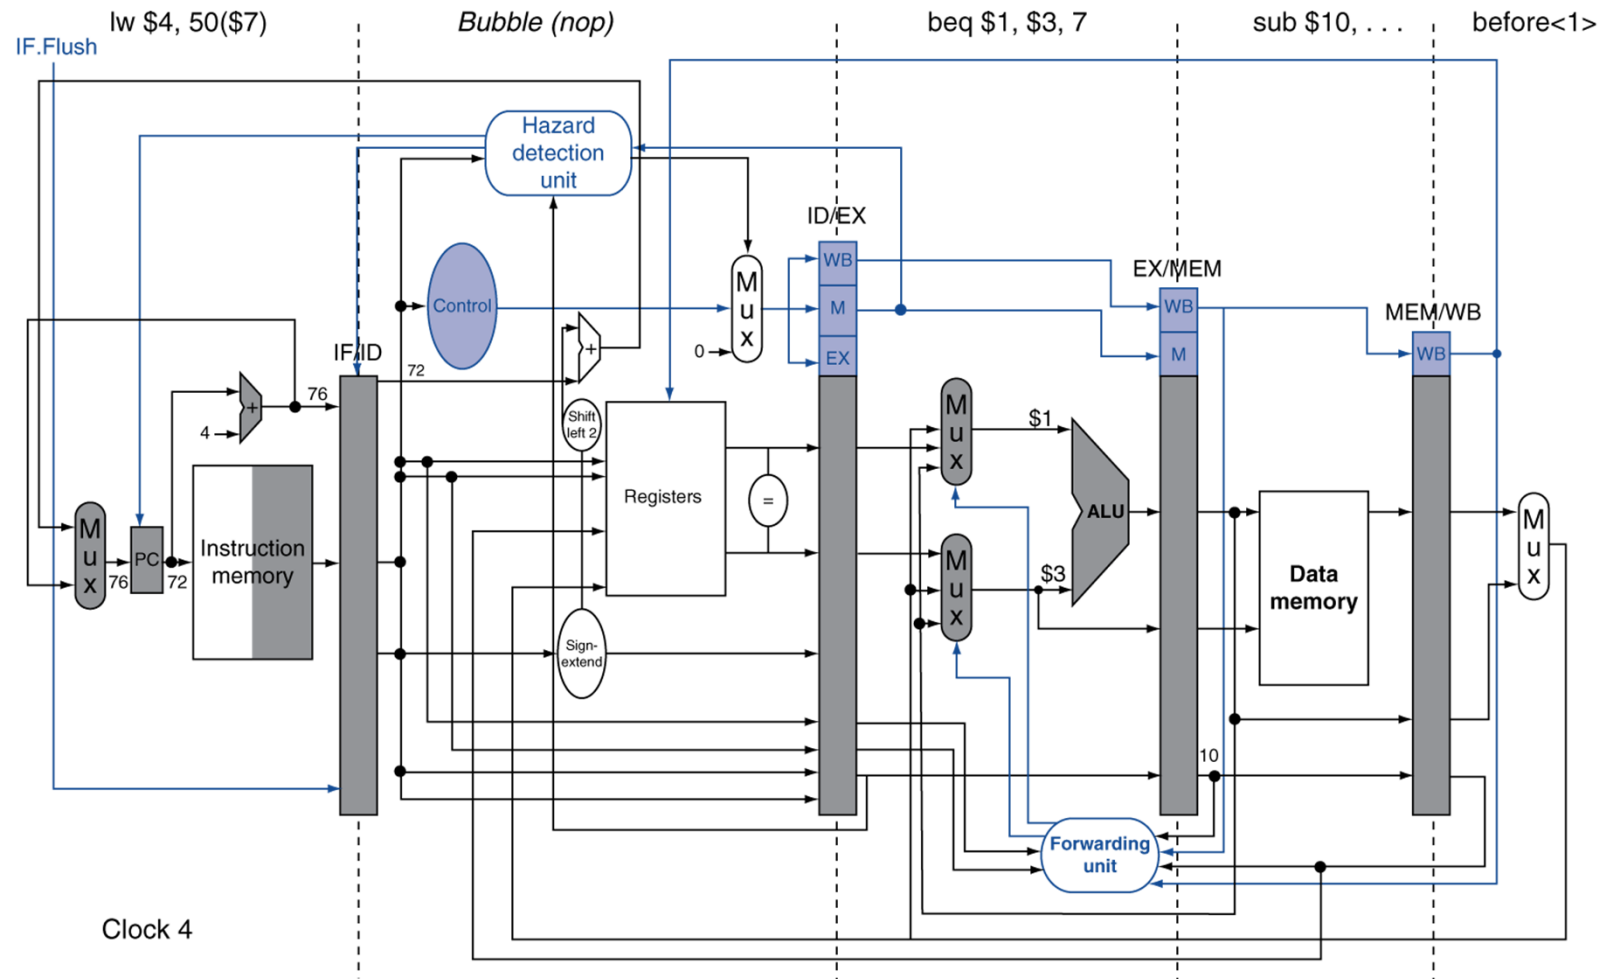 lw $4, 50($7)
Bubble (nop)
beq $1, $3, 7
sub $10, . . .
before<1>
IF.Flush
Hazard
detection
unit
ID/EX
WB
M
EX
Control
M
u
x
0
EX/MEM
WB
M
MEM/WB
WB
IF/ID
72
+
76
+
4
Shift
left 2
M
u
x
$1
Registers
=
ALU
M
u
x
PC
76
72
Instruction
memory
M
u
x
$3
Data
memory
M
u
x
Sign-
extend
10
Forwarding
unit
Clock 4